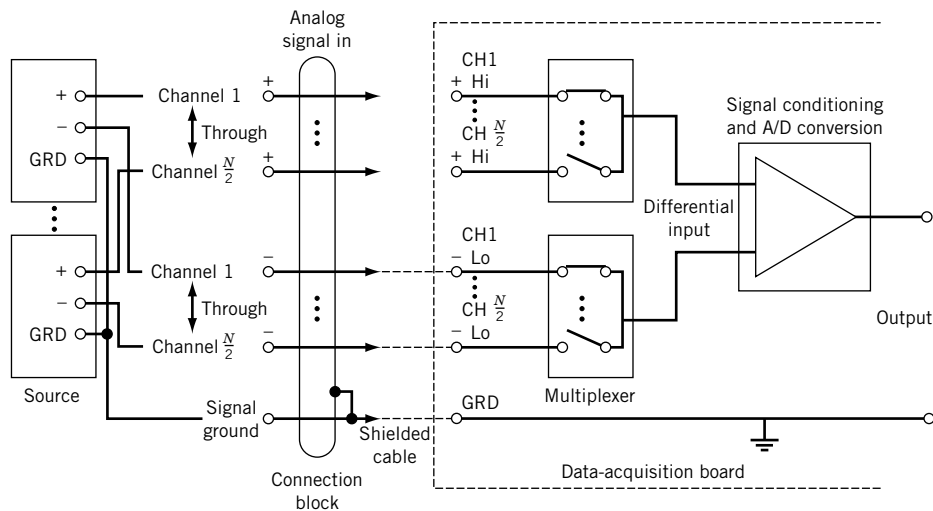 Analog
signal in
+
−
GRD
Channel 1
Through
Channel N/2
+
+
CH1
+ Hi
CH N/2
+ Hi
Signal conditioning
and A/D conversion
Differential
input
+
−
GRD
Source
Channel 1
Through
Channel N/2
−
−
CH1
− Lo
CH N/2
− Lo
Multiplexer
Output
Signal
ground
Shielded
cable
GRD
Connection
block
Data-acquisition board